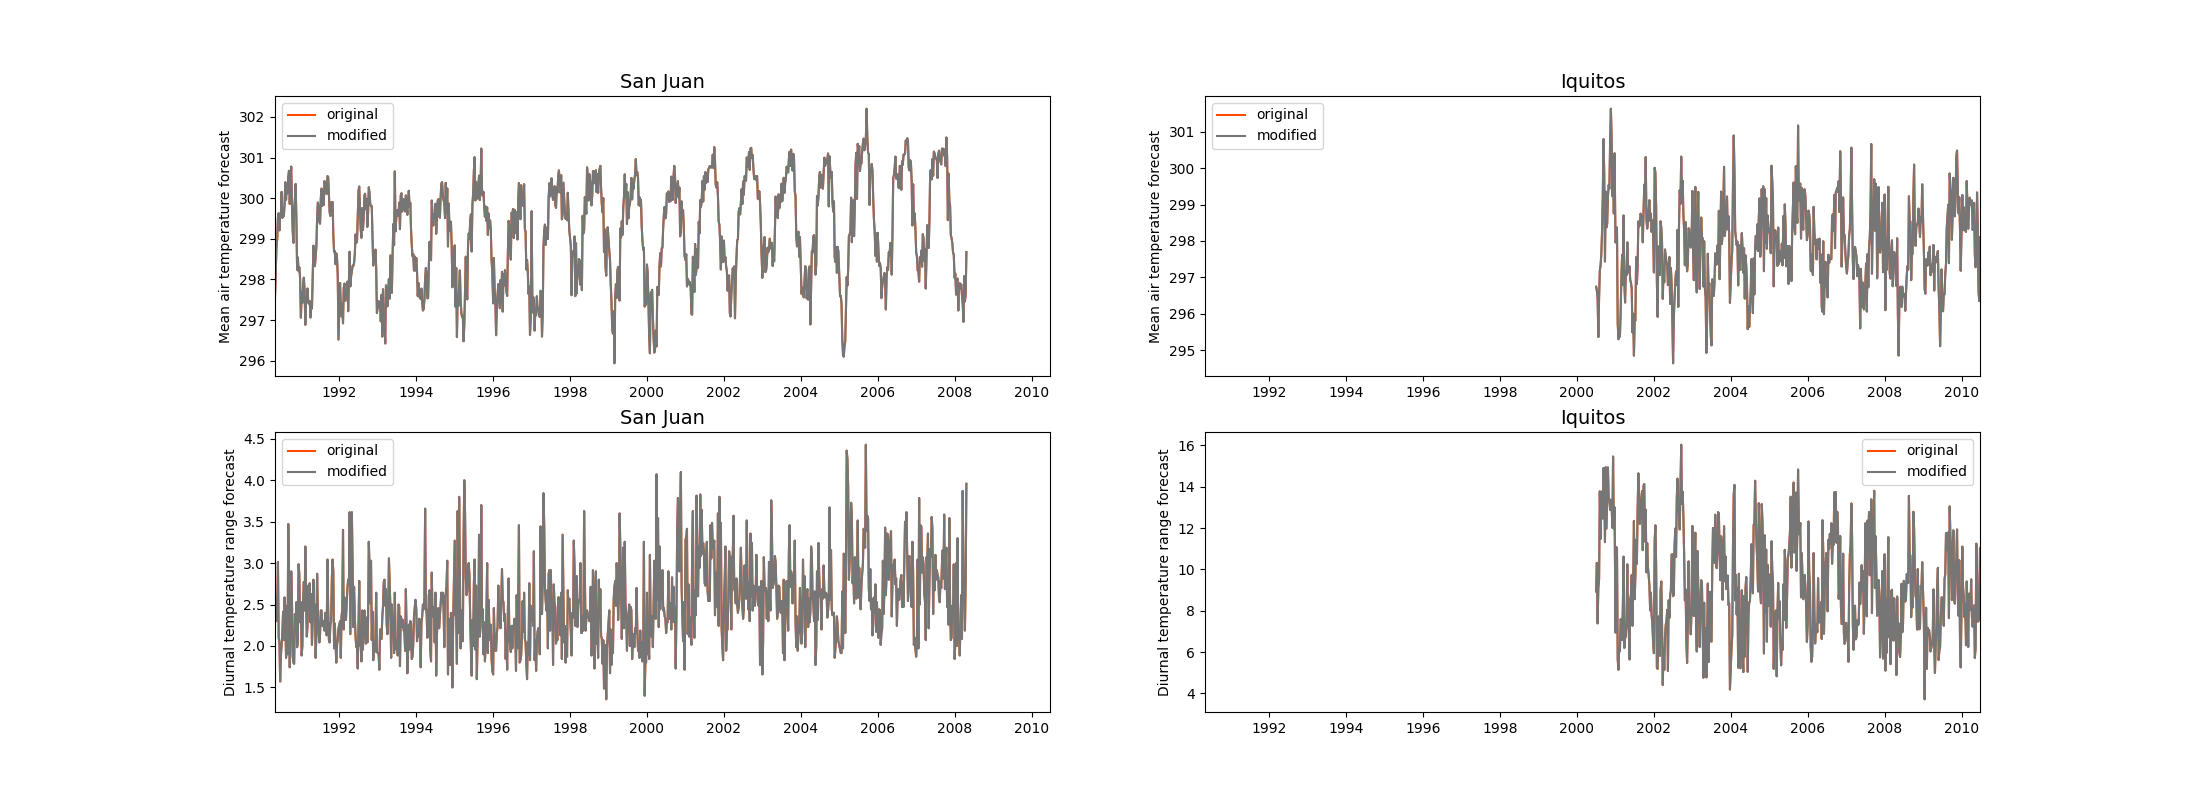 San Juan
Mean air temperature forecast
original
modified
302
301
300
299
298
297
296
1992 1994 1996 1998 2000 2002 2004 2006 2008 2010
Iquitos
Mean air temperature forecast
original
modified
301
300
299
298
297
296
295
1992 1994 1996 1998 2000 2002 2004 2006 2008 2010
San Juan
Diurnal temperature range forecast
original
modified
4.5
4.0
3.5
3.0
2.5
2.0
1.5
1992 1994 1996 1998 2000 2002 2004 2006 2008 2010
Iquitos
Diurnal temperature range forecast
original
modified
16
14
12
10
8
6
4
1992 1994 1996 1998 2000 2002 2004 2006 2008 2010